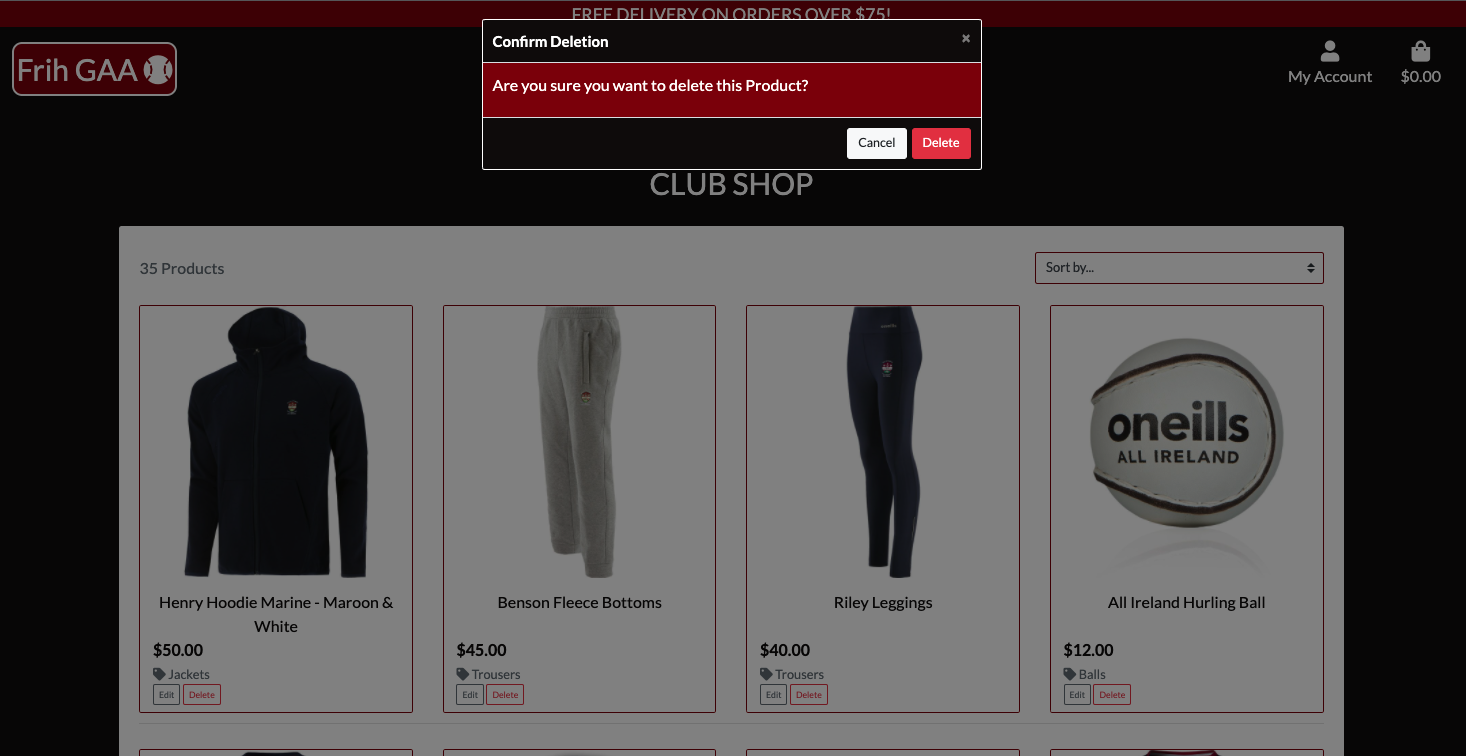 FREE DELIVERY ON ORDERS OVER $75!
Confirm Deletion
×
Are you sure you want to delete this Product?
Cancel Delete
Frih GAA
My Account $0.00
CLUB SHOP
35 Products
Sort by...
oneills
oneills
ALL IRELAND
Henry Hoodie Marine - Maroon &
White
$50.00
Jackets
Edit Delete
Benson Fleece Bottoms
$45.00
Trousers
Edit Delete
Riley Leggings
$40.00
Trousers
Edit Delete
All Ireland Hurling Ball
$12.00
Balls
Edit Delete